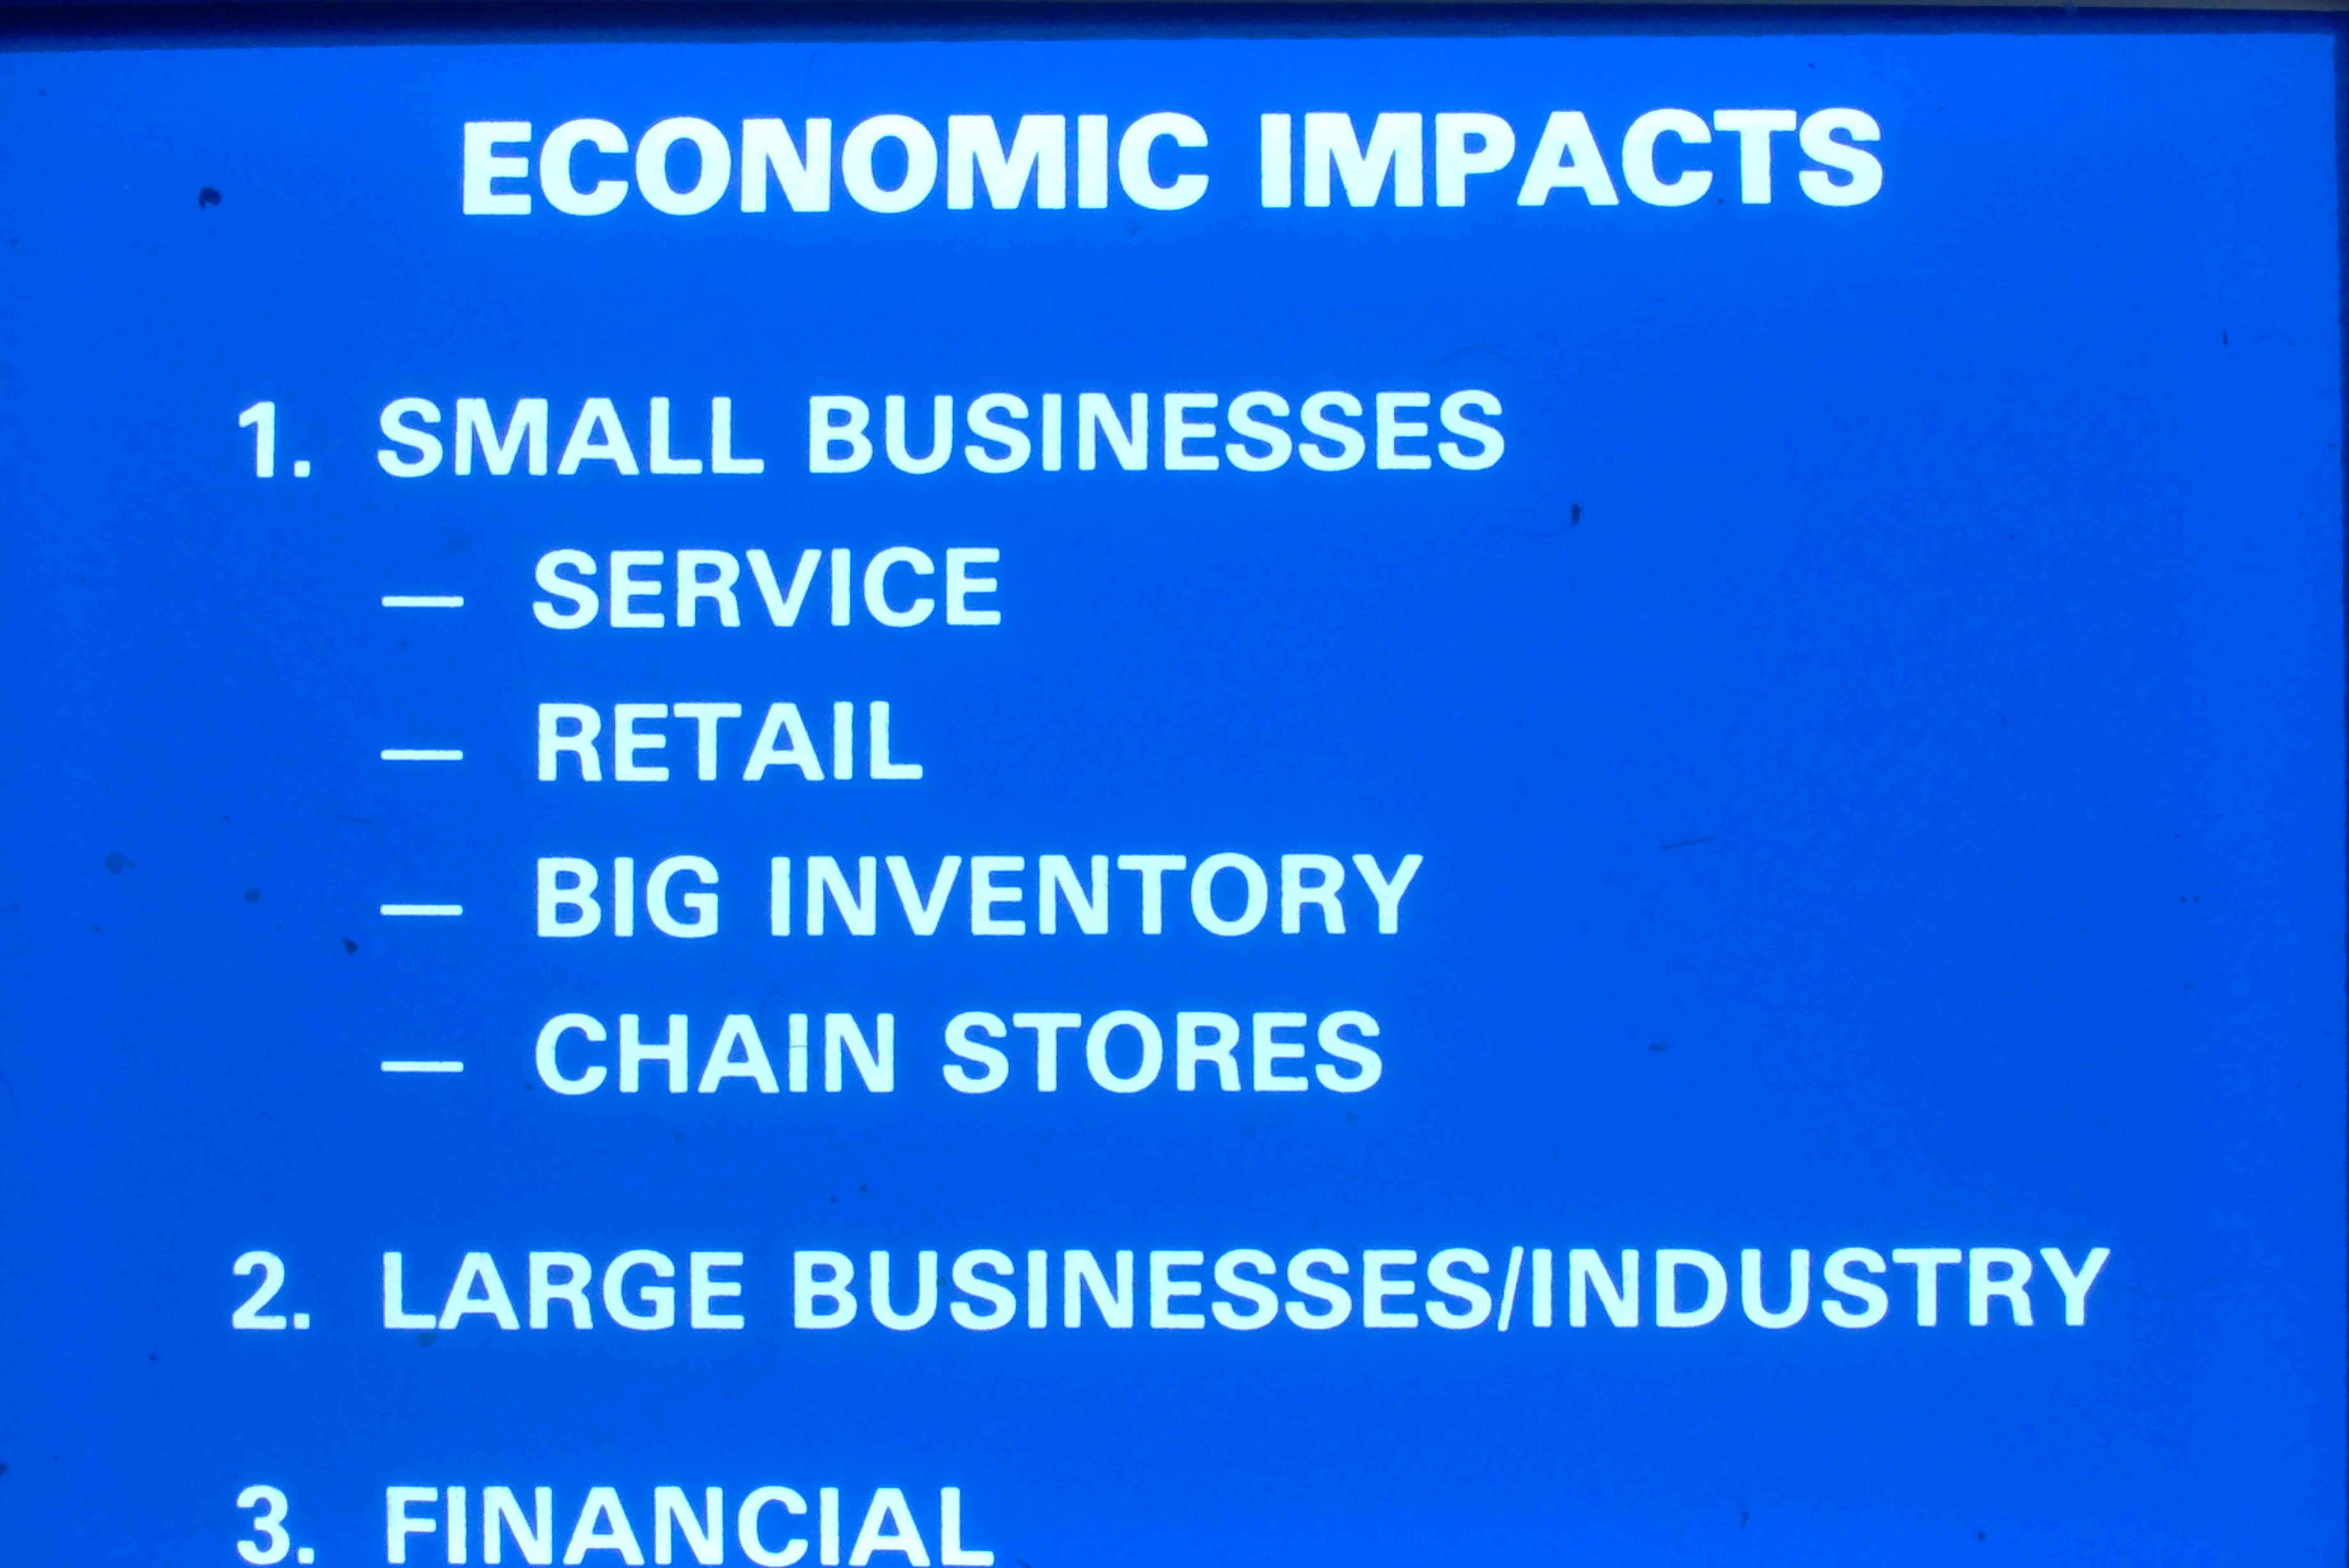 ECONOMIC IMPACTS
1. SMALL BUSINESSES
— SERVICE
— RETAIL
— BIG INVENTORY
— CHAIN STORES
2. LARGE BUSINESSES/INDUSTRY
3. FINANCIAL